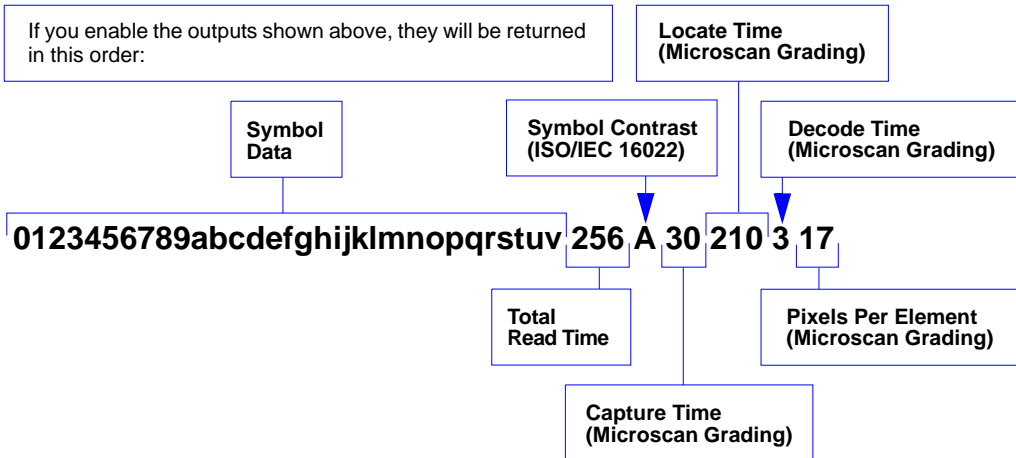 If you enable the outputs shown above, they will be returned
in this order:
Locate Time
(Microscan Grading)
Symbol
Data
Symbol Contrast
(ISO/IEC 16022)
Decode Time
(Microscan Grading)
0123456789abcdefghijklmnopqrstuv 256 A 30 210 3 17
Total
Read Time
Pixels Per Element
(Microscan Grading)
Capture Time
(Microscan Grading)